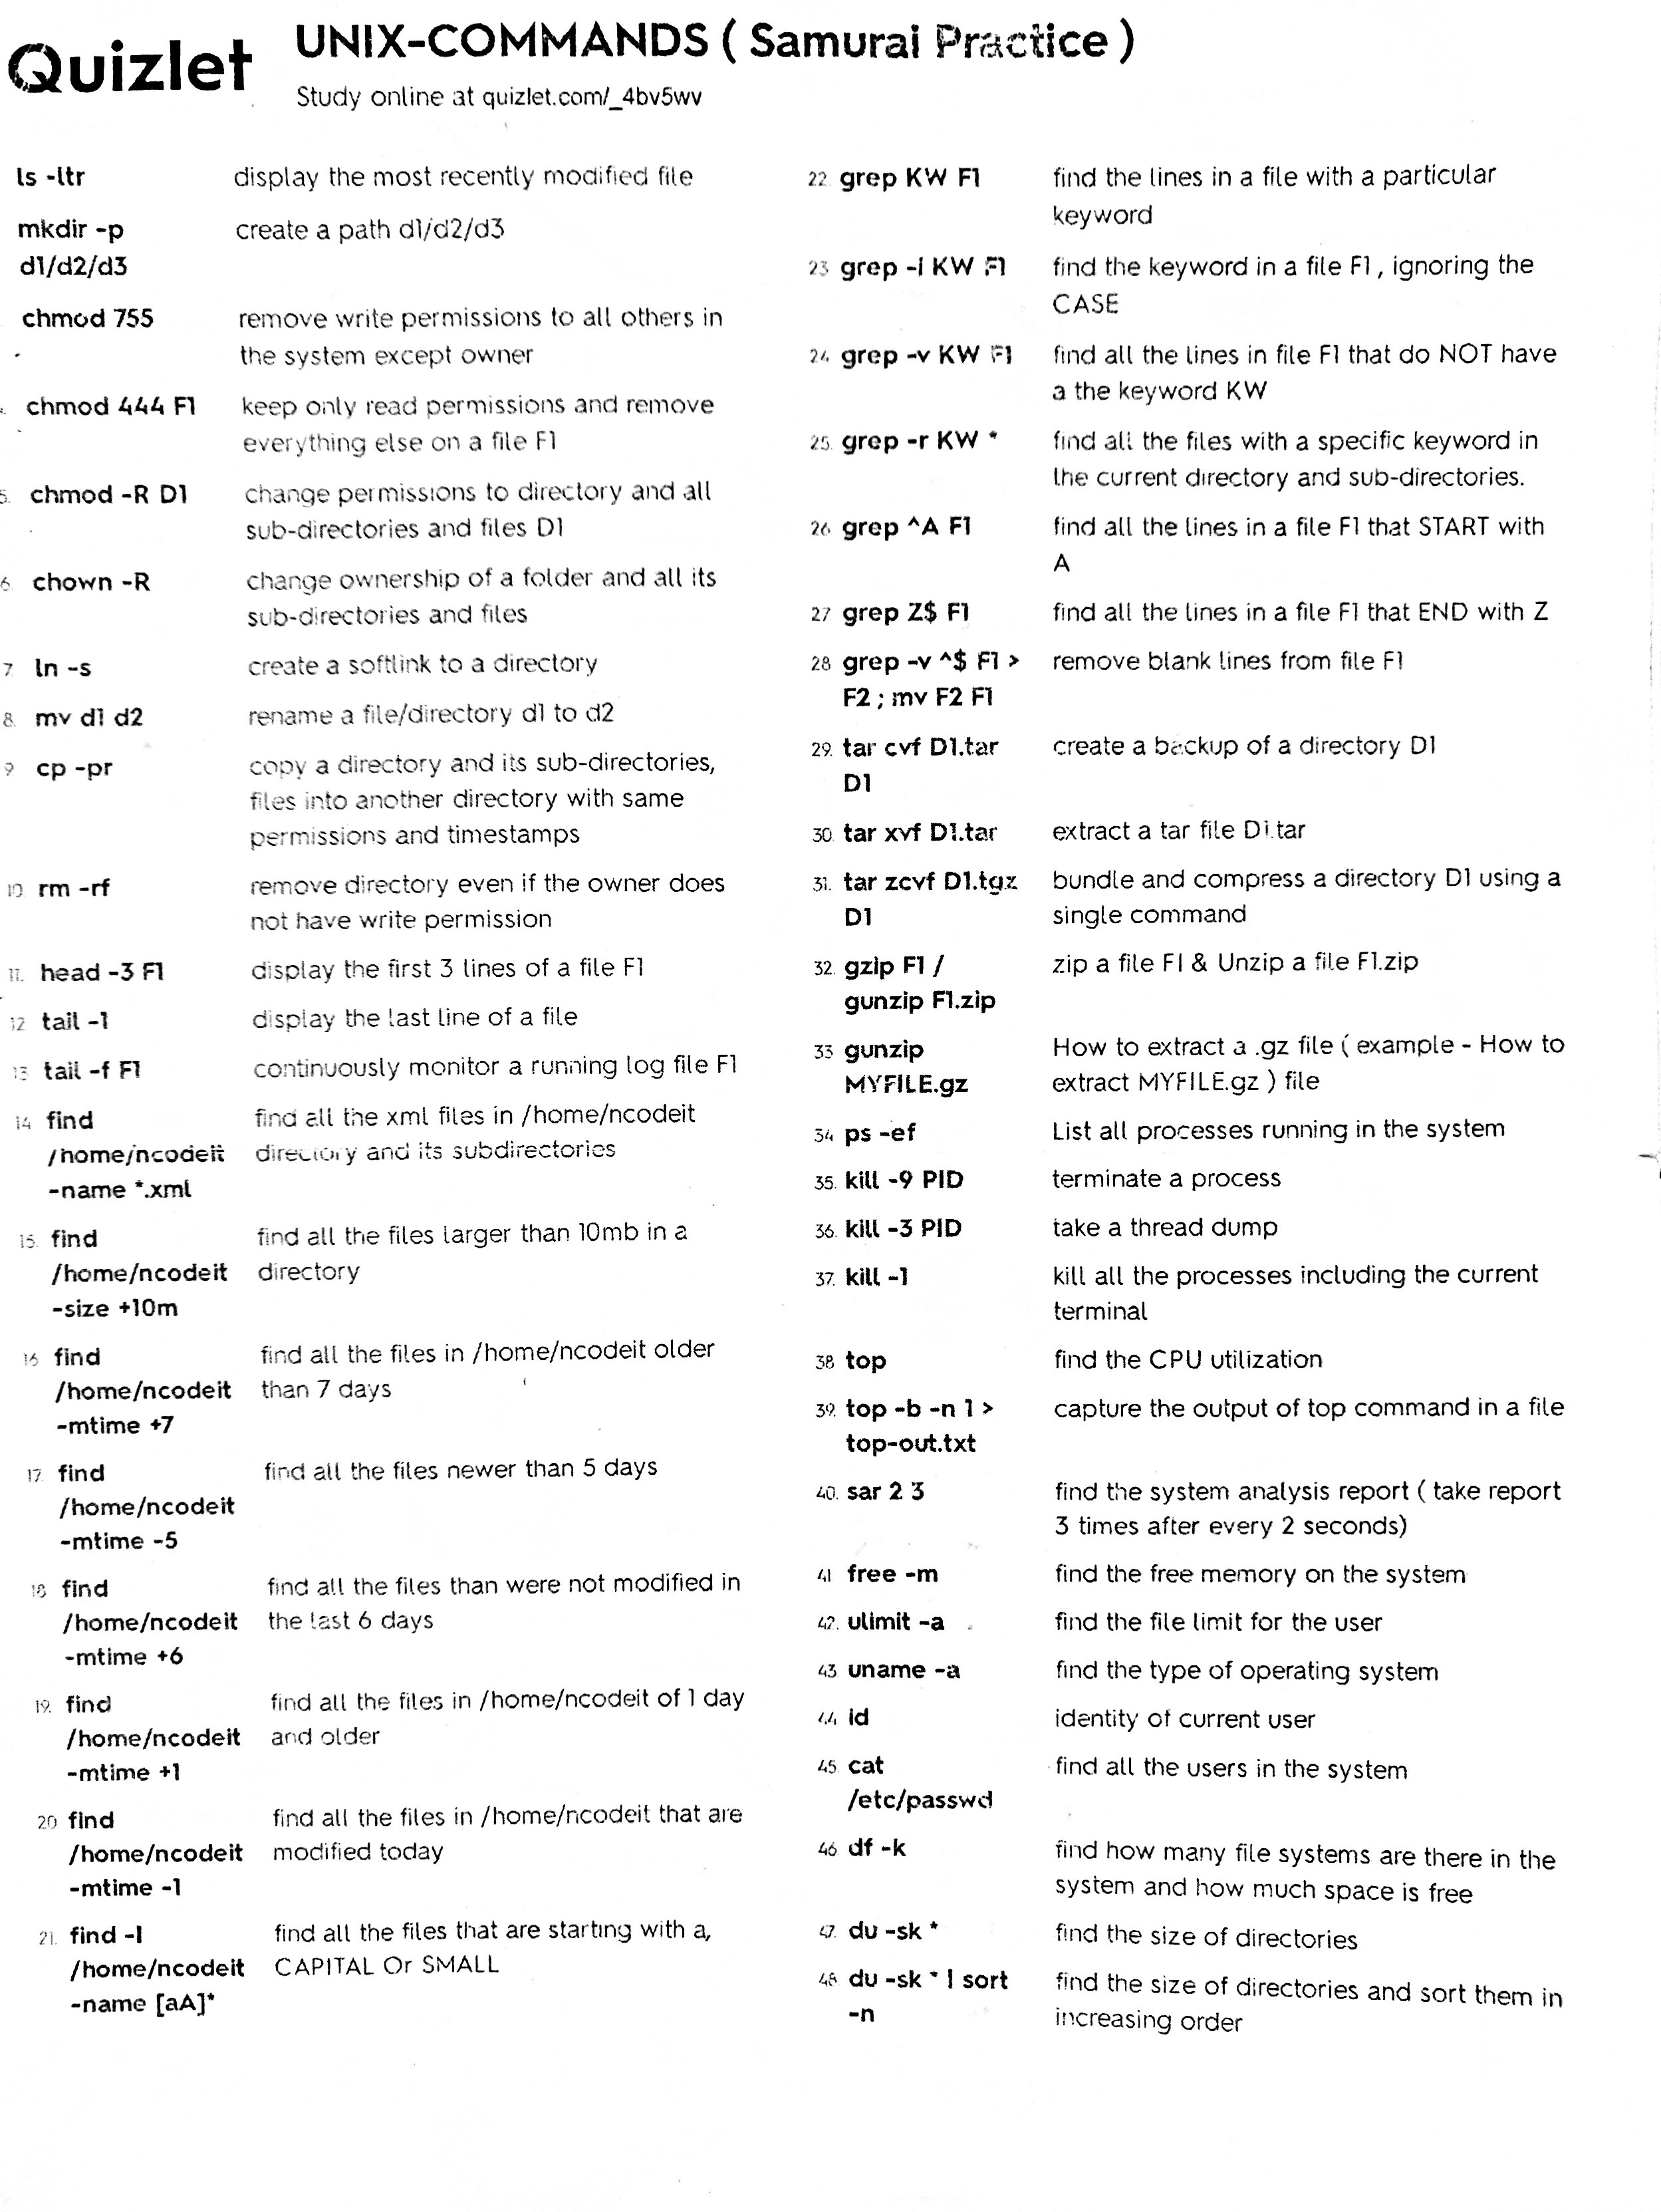 Quizlet
UNIX-COMMANDS ( Samurai Practice )
Study online at quizlet.com/_4bv5wv
ls -ltr display the most recently modified file
mkdir -p create a path d1/d2/d3
d1/d2/d3
chmod 755 remove write permissions to all others in
the system except owner
chmod 444 F1 keep only read permissions and remove
everything else on a file F1
5. chmod -R D1 change permissions to directory and all
sub-directories and files D1
6. chown -R change ownership of a folder and all its
sub-directories and files
7. ln -s create a softlink to a directory
8. mv d1 d2 rename a file/directory d1 to d2
9. cp -pr copy a directory and its sub-directories,
files into another directory with same
permissions and timestamps
10. rm -rf remove directory even if the owner does
not have write permission
11. head -3 F1 display the first 3 lines of a file F1
12. tail -1 display the last line of a file
13. tail -f F1 continuously monitor a running log file F1
14. find find all the xml files in /home/ncodeit
/home/ncodeit directory and its subdirectories
-name *.xml
15. find find all the files larger than 10mb in a
/home/ncodeit directory
-size +10m
16. find find all the files in /home/ncodeit older
/home/ncodeit than 7 days
-mtime +7
17. find find all the files newer than 5 days
/home/ncodeit
-mtime -5
18. find find all the files than were not modified in
/home/ncodeit the last 6 days
-mtime +6
19. find find all the files in /home/ncodeit of 1 day
/home/ncodeit and older
-mtime +1
20. find find all the files in /home/ncodeit that are
/home/ncodeit modified today
-mtime -1
21. find -l find all the files that are starting with a,
/home/ncodeit CAPITAL Or SMALL
-name [aA]*
22. grep KW F1 find the lines in a file with a particular
keyword
23. grep -i KW F1 find the keyword in a file F1 , ignoring the
CASE
24. grep -v KW F1 find all the lines in file F1 that do NOT have
a the keyword KW
25. grep -r KW * find all the files with a specific keyword in
the current directory and sub-directories.
26. grep ^A F1 find all the lines in a file F1 that START with
A
27. grep Z$ F1 find all the lines in a file F1 that END with Z
28. grep -v ^$ F1 > remove blank lines from file F1
F2 ; mv F2 F1
29. tar cvf D1.tar create a backup of a directory D1
D1
30. tar xvf D1.tar extract a tar file D1.tar
31. tar zcvf D1.tgz bundle and compress a directory D1 using a
D1 single command
32. gzip F1 / zip a file F1 & Unzip a file F1.zip
gunzip F1.zip
33. gunzip How to extract a .gz file ( example - How to
MYFILE.gz extract MYFILE.gz ) file
34. ps -ef List all processes running in the system
35. kill -9 PID terminate a process
36. kill -3 PID take a thread dump
37. kill -1 kill all the processes including the current
terminal
38. top find the CPU utilization
39. top -b -n 1 > capture the output of top command in a file
top-out.txt
40. sar 2 3 find the system analysis report ( take report
3 times after every 2 seconds)
41. free -m find the free memory on the system
42. ulimit -a find the file limit for the user
43. uname -a find the type of operating system
44. id identity of current user
45. cat find all the users in the system
/etc/passwd
46. df -k find how many file systems are there in the
system and how much space is free
47. du -sk * find the size of directories
48. du -sk * | sort find the size of directories and sort them in
-n increasing order